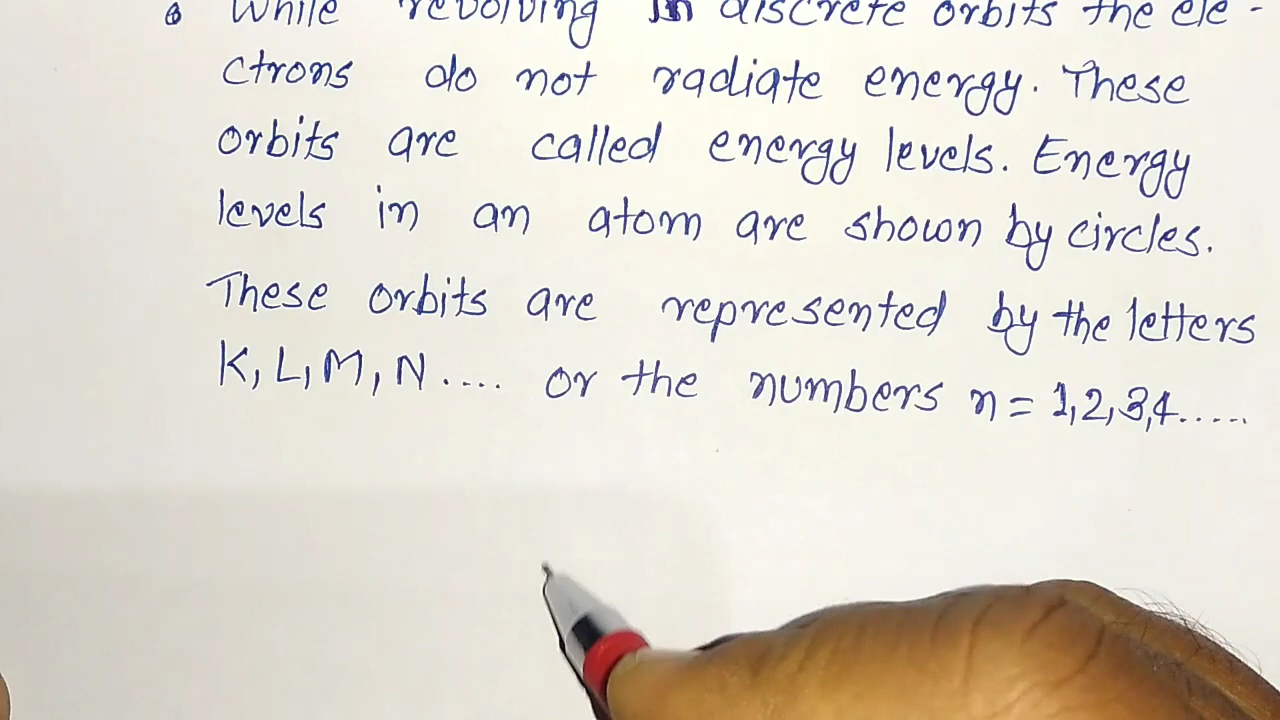 While revolving in discrete orbits the ele-
ctrons do not radiate energy. These
orbits are called energy levels. Energy
levels in an atom are shown by circles.
These orbits are represented by the letters
K, L, M, N.... or the numbers n = 1,2,3,4.....